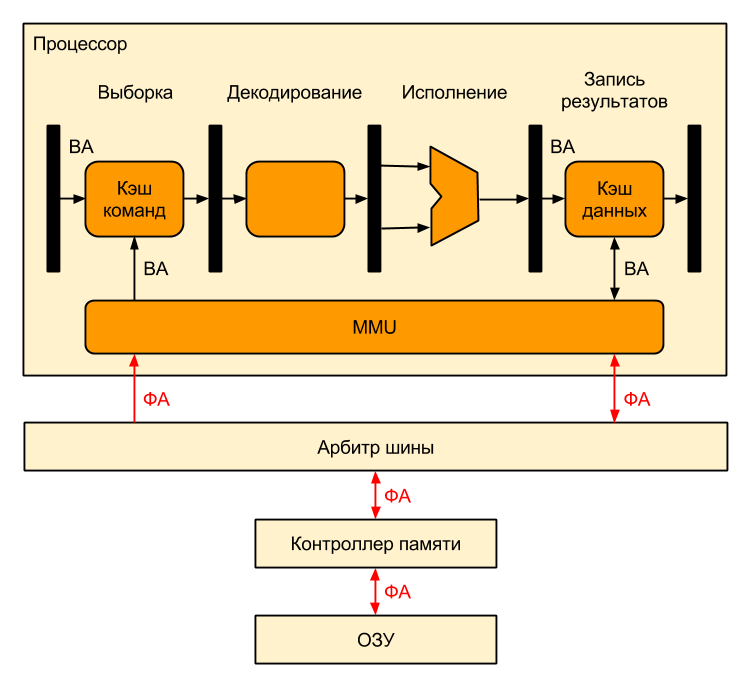 Процессор
Выборка
Декодирование
Исполнение
Запись
результатов
ВА
Кэш
команд
ВА
Кэш
данных
ВА
ВА
MMU
ФА
ФА
Арбитр шины
ФА
Контроллер памяти
ФА
ОЗУ